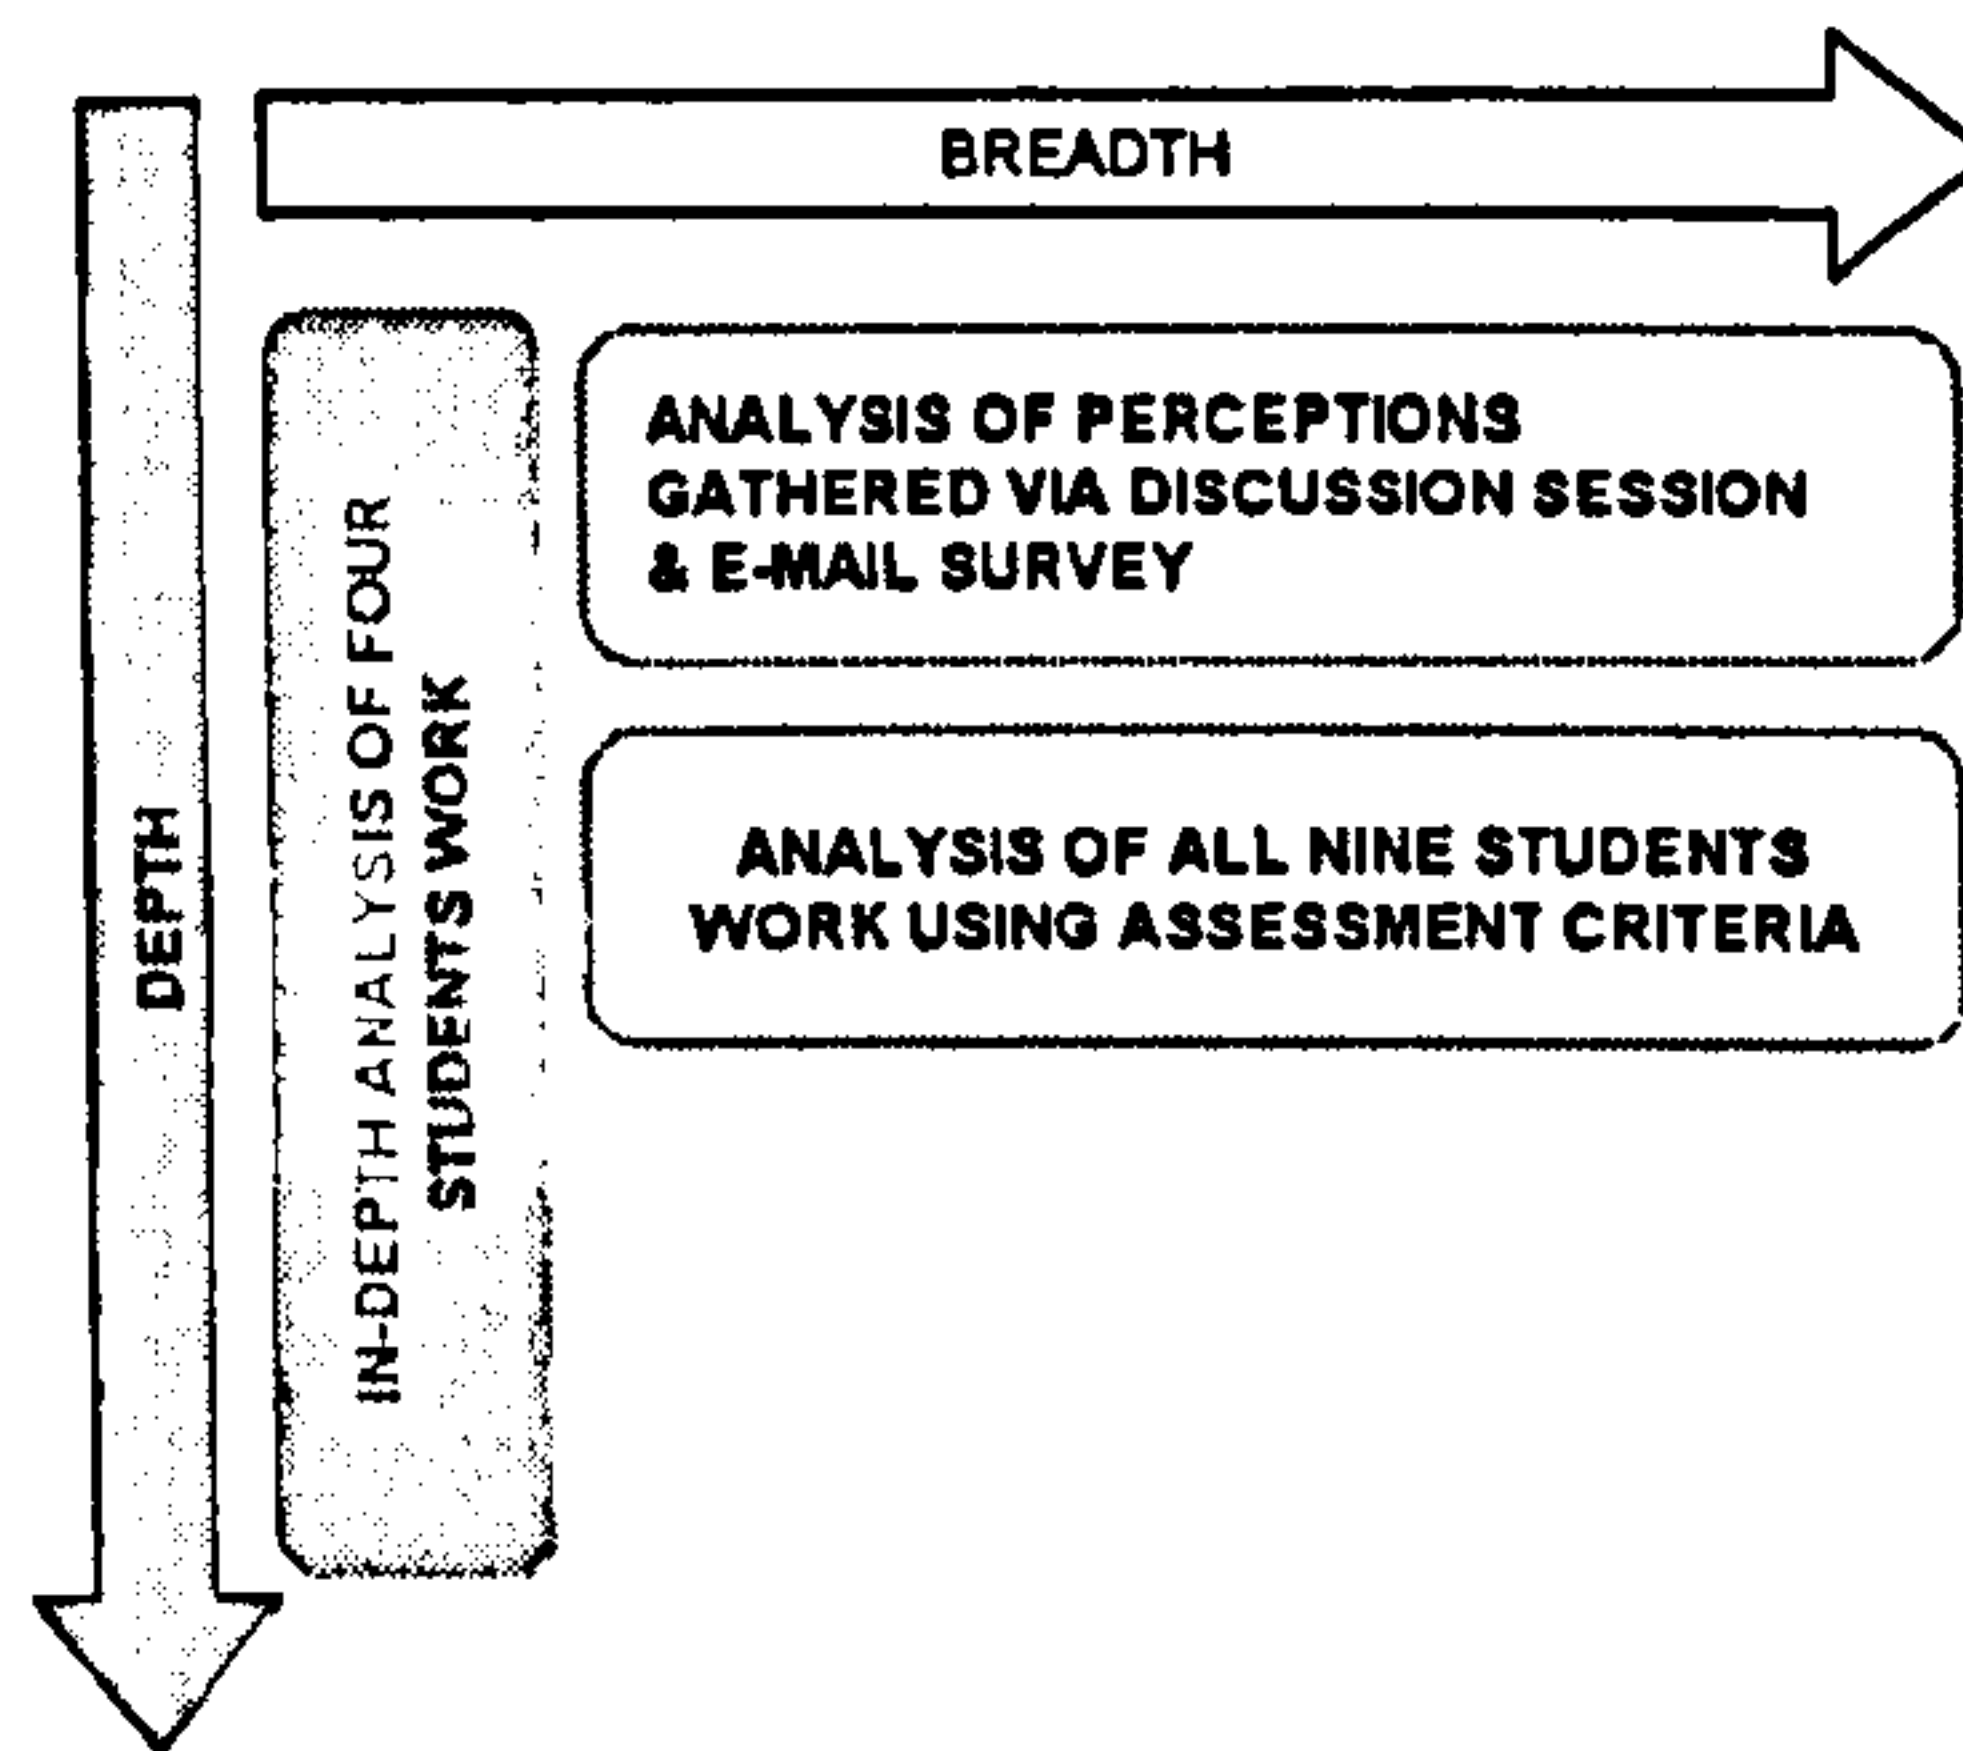 BREADTH
DEPTH
IN-DEPTH ANALYSIS OF FOUR
STUDENTS WORK
ANALYSIS OF PERCEPTIONS
GATHERED VIA DISCUSSION SESSION
& E-MAIL SURVEY
ANALYSIS OF ALL NINE STUDENTS
WORK USING ASSESSMENT CRITERIA